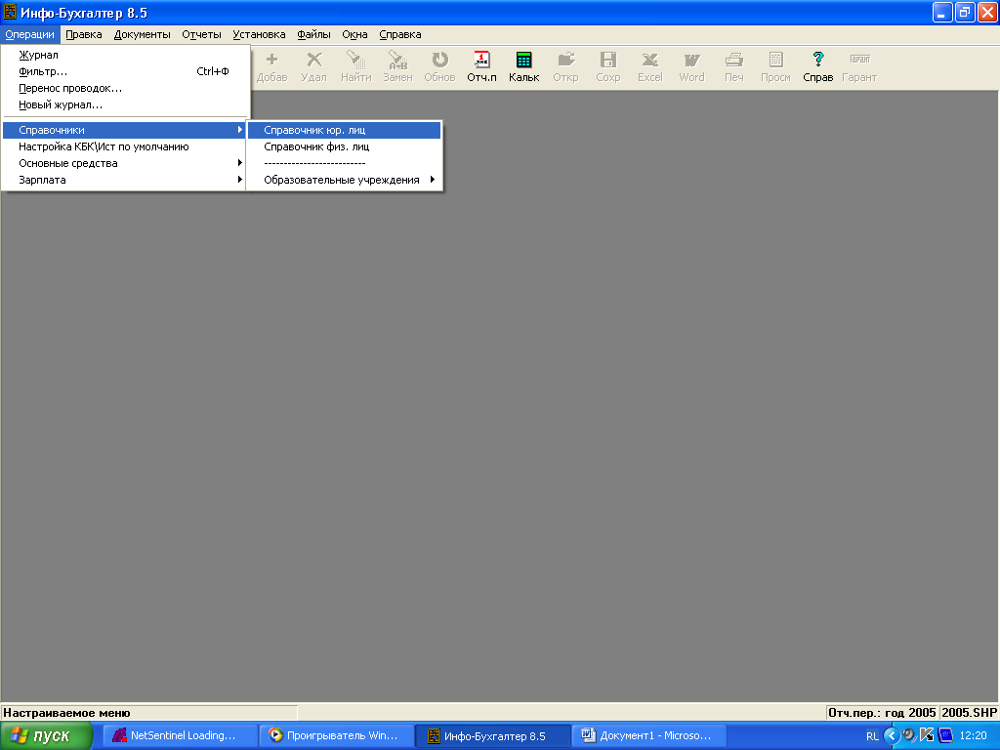 Инфо-Бухгалтер 8.5
Операции Правка Документы Отчеты Установка Файлы Окна Справка
Журнал
Фильтр... Ctrl+Ф
Перенос проводок...
Новый журнал...
Справочники
Настройка КБК\Ист по умолчанию
Основные средства
Зарплата
Справочник юр. лиц
Справочник физ. лиц
--------------------------
Образовательные учреждения
Добав Удал Найти Замен Обнов Отч.п Кальк Откр Сохр Excel Word Печ Просм Справ Гарант
Настраиваемое меню Отч.пер.: год 2005 2005.SHP
пуск NetSentinel Loading... Проигрыватель Win... Инфо-Бухгалтер 8.5 Документ1 - Microso... RL 12:20